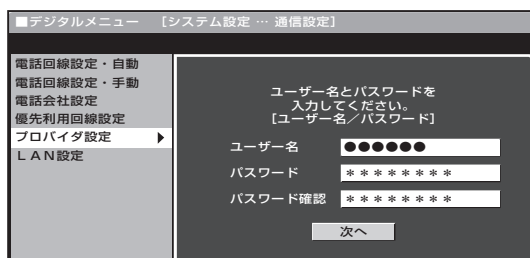 ■デジタルメニュー [システム設定 … 通信設定]
電話回線設定・自動
電話回線設定・手動
電話会社設定
優先利用回線設定
プロバイダ設定
LAN設定
ユーザー名とパスワードを
入力してください。
[ユーザー名/パスワード]
ユーザー名 ●●●●●●
パスワード ********
パスワード確認 ********
次へ